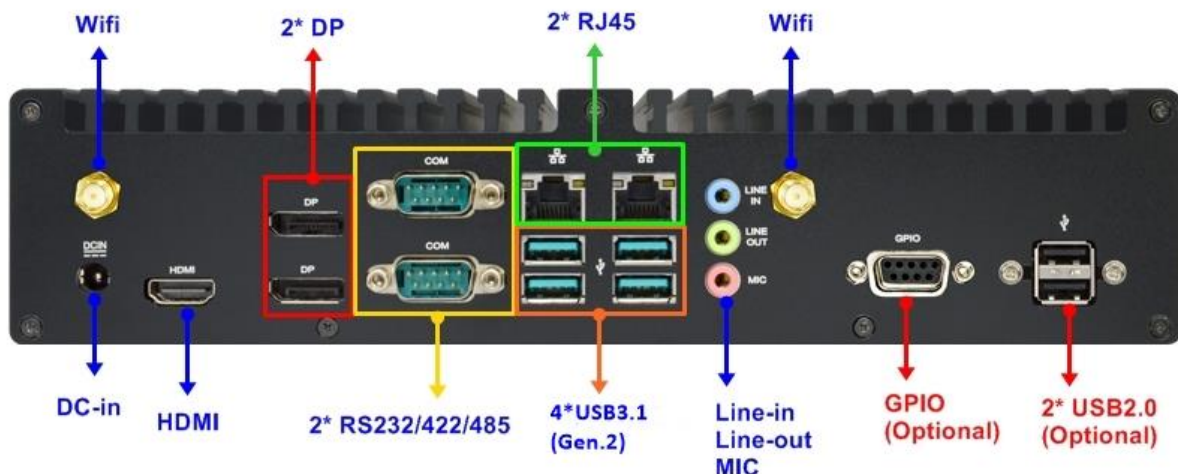 Wifi
2* DP
2* RJ45
Wifi
COM
DP
LINE
IN
LINE
OUT
DCIN
HDMI
DP
COM
MIC
GPIO
DC-in
HDMI
2* RS232/422/485
4*USB3.1
(Gen.2)
Line-in
Line-out
MIC
GPIO
(Optional)
2* USB2.0
(Optional)